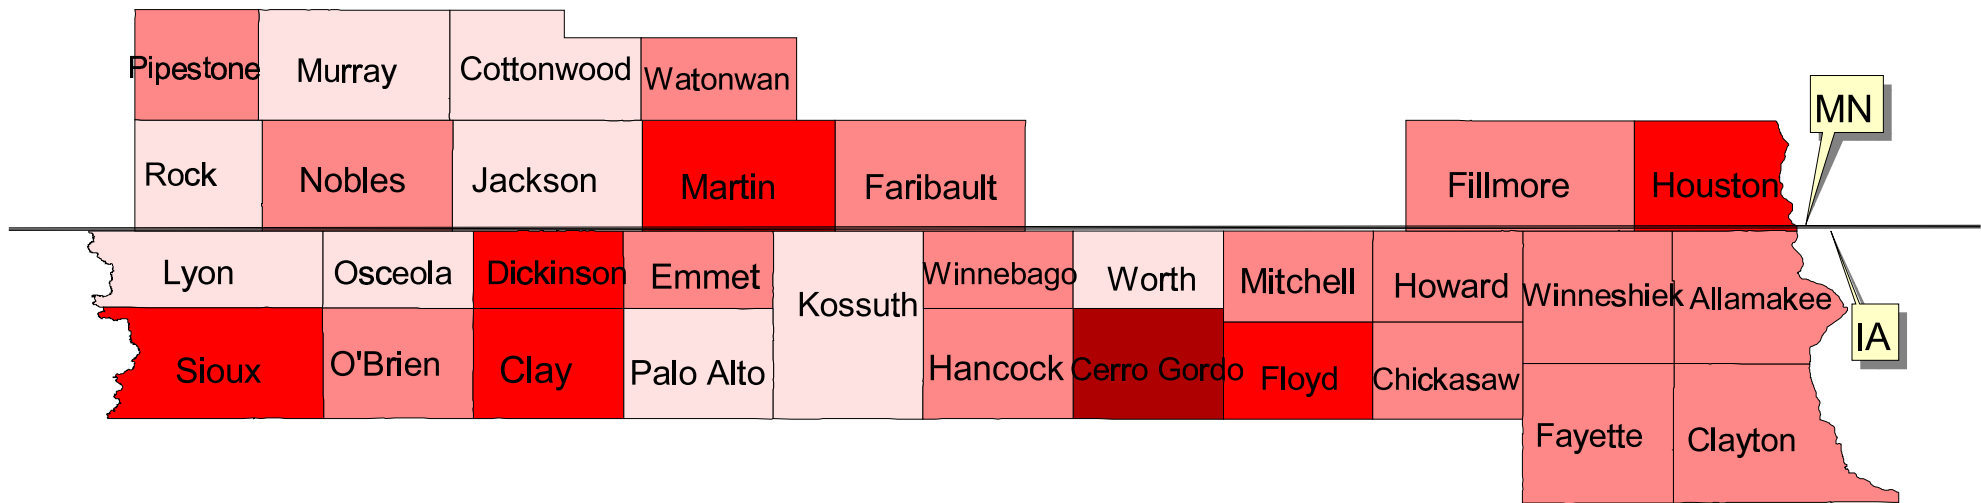 Pipestone
Murray
Cottonwood
Watonwan
MN
Rock
Nobles
Jackson
Martin
Faribault
Fillmore
Houston
Lyon
Osceola
Dickinson
Emmet
Kossuth
Winnebago
Worth
Mitchell
Howard
Winneshiek
Allamakee
IA
Sioux
O'Brien
Clay
Palo Alto
Hancock
Cerro Gordo
Floyd
Chickasaw
Fayette
Clayton